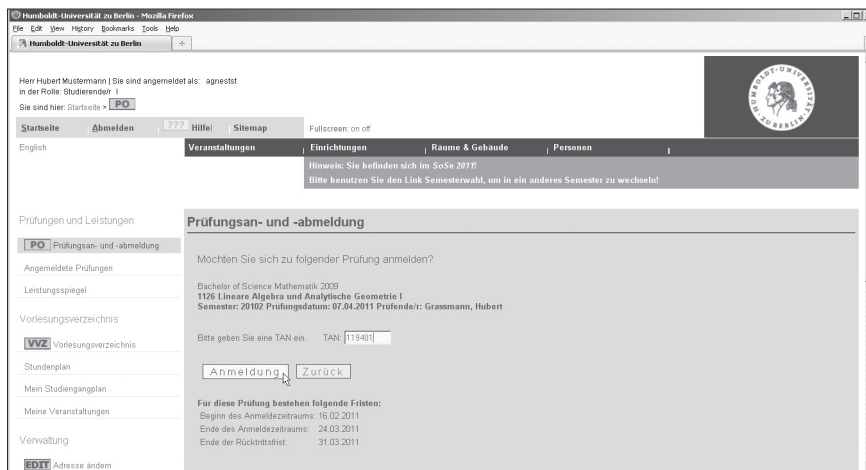 Humboldt-Universität zu Berlin - Mozilla Firefox
File Edit View History Bookmarks Tools Help
Humboldt-Universität zu Berlin
Herr Hubert Mustermann | Sie sind angemeldet als: agnestst
in der Rolle: Studierende/r I
Sie sind hier: Startseite > PO
Startseite Abmelden ??? Hilfe Sitemap Fullscreen: on off
English Veranstaltungen Einrichtungen Räume & Gebäude Personen
Hinweis: Sie befinden sich im SoSe 2011!
Bitte benutzen Sie den Link Semesterwahl, um in ein anderes Semester zu wechseln!
Prüfungen und Leistungen
PO Prüfungsan- und -abmeldung
Angemeldete Prüfungen
Leistungsspiegel
Vorlesungsverzeichnis
VVZ Vorlesungsverzeichnis
Stundenplan
Mein Studiengangplan
Meine Veranstaltungen
Verwaltung
EDIT Adresse ändern
Prüfungsan- und -abmeldung
Möchten Sie sich zu folgender Prüfung anmelden?
Bachelor of Science Mathematik 2009
1126 Lineare Algebra und Analytische Geometrie I
Semester: 20102 Prüfungsdatum: 07.04.2011 Prüfende/r: Grassmann, Hubert
Bitte geben Sie eine TAN ein. TAN: 119401
Anmeldung Zurück
Für diese Prüfung bestehen folgende Fristen:
Beginn des Anmeldezeitraums: 16.02.2011
Ende des Anmeldezeitraums: 24.03.2011
Ende der Rücktrittsfrist: 31.03.2011